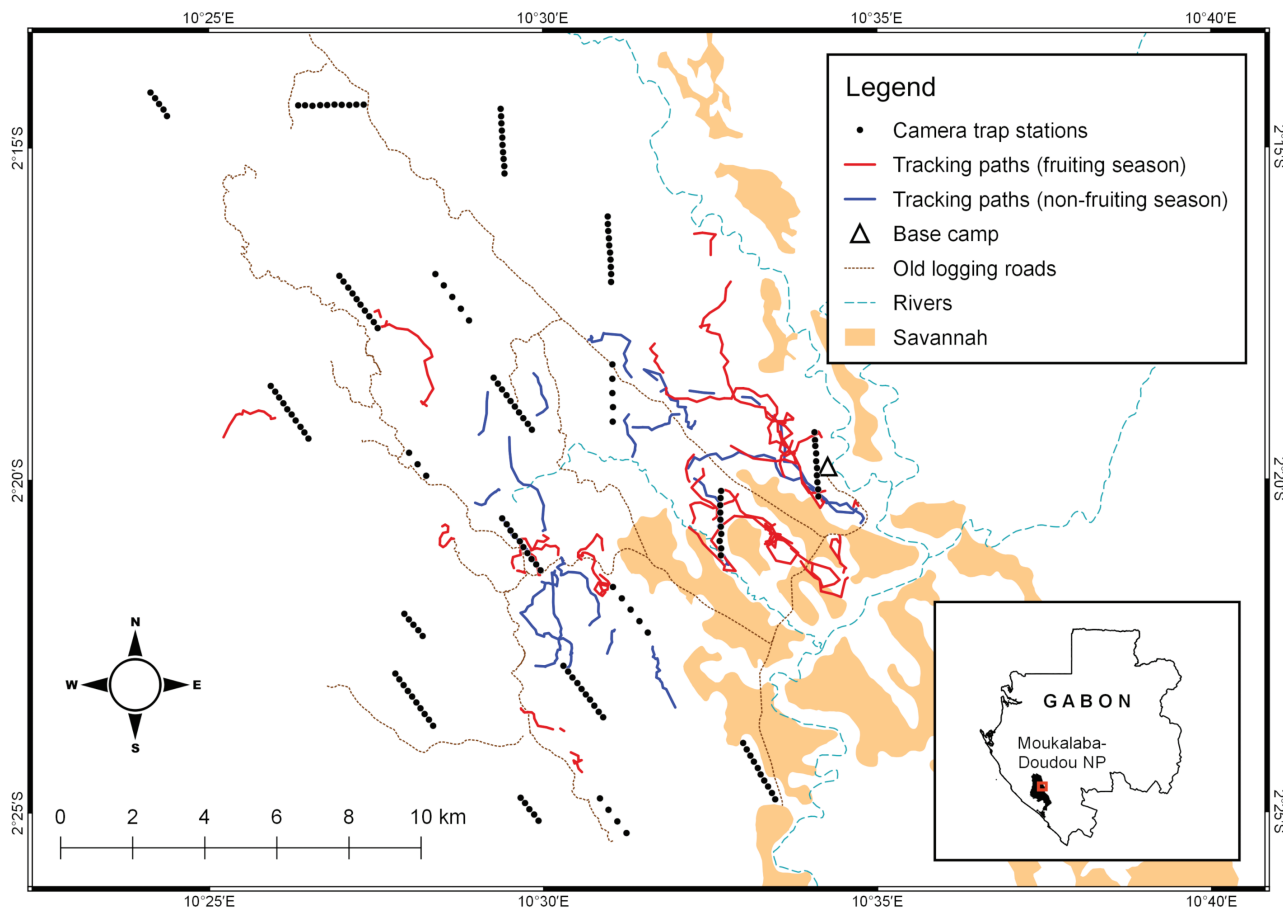 10°25′E 10°30′E 10°35′E 10°40′E
Legend
Camera trap stations
Tracking paths (fruiting season)
Tracking paths (non-fruiting season)
Base camp
Old logging roads
Rivers
Savannah
2°15′S 2°15′S
2°20′S 2°20′S
2°25′S 2°25′S
N
W E
S
GABON
Moukalaba-
Doudou NP
0 2 4 6 8 10 km
10°25′E 10°30′E 10°35′E 10°40′E